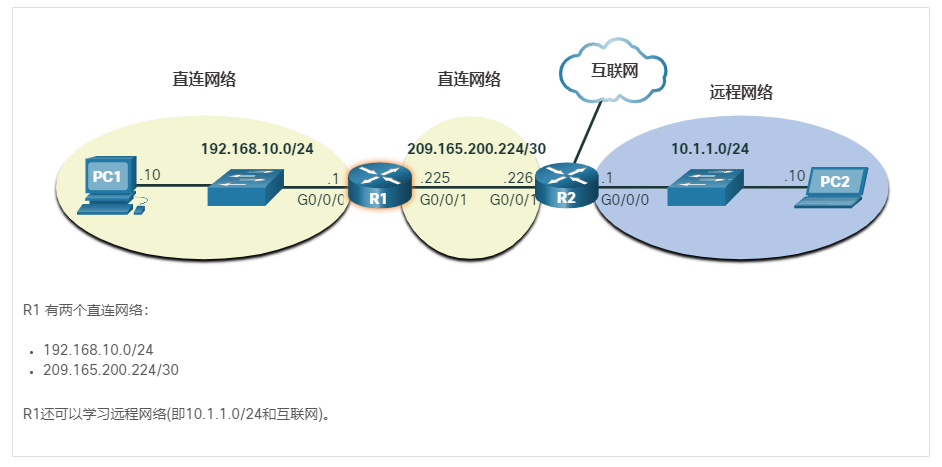 互联网
直连网络
直连网络
远程网络
192.168.10.0/24
209.165.200.224/30
10.1.1.0/24
PC1
.10
.1
R1
.225
.226
R2
.1
.10
PC2
G0/0/0
G0/0/1
G0/0/1
G0/0/0
R1 有两个直连网络：
• 192.168.10.0/24
• 209.165.200.224/30
R1还可以学习远程网络(即10.1.1.0/24和互联网)。